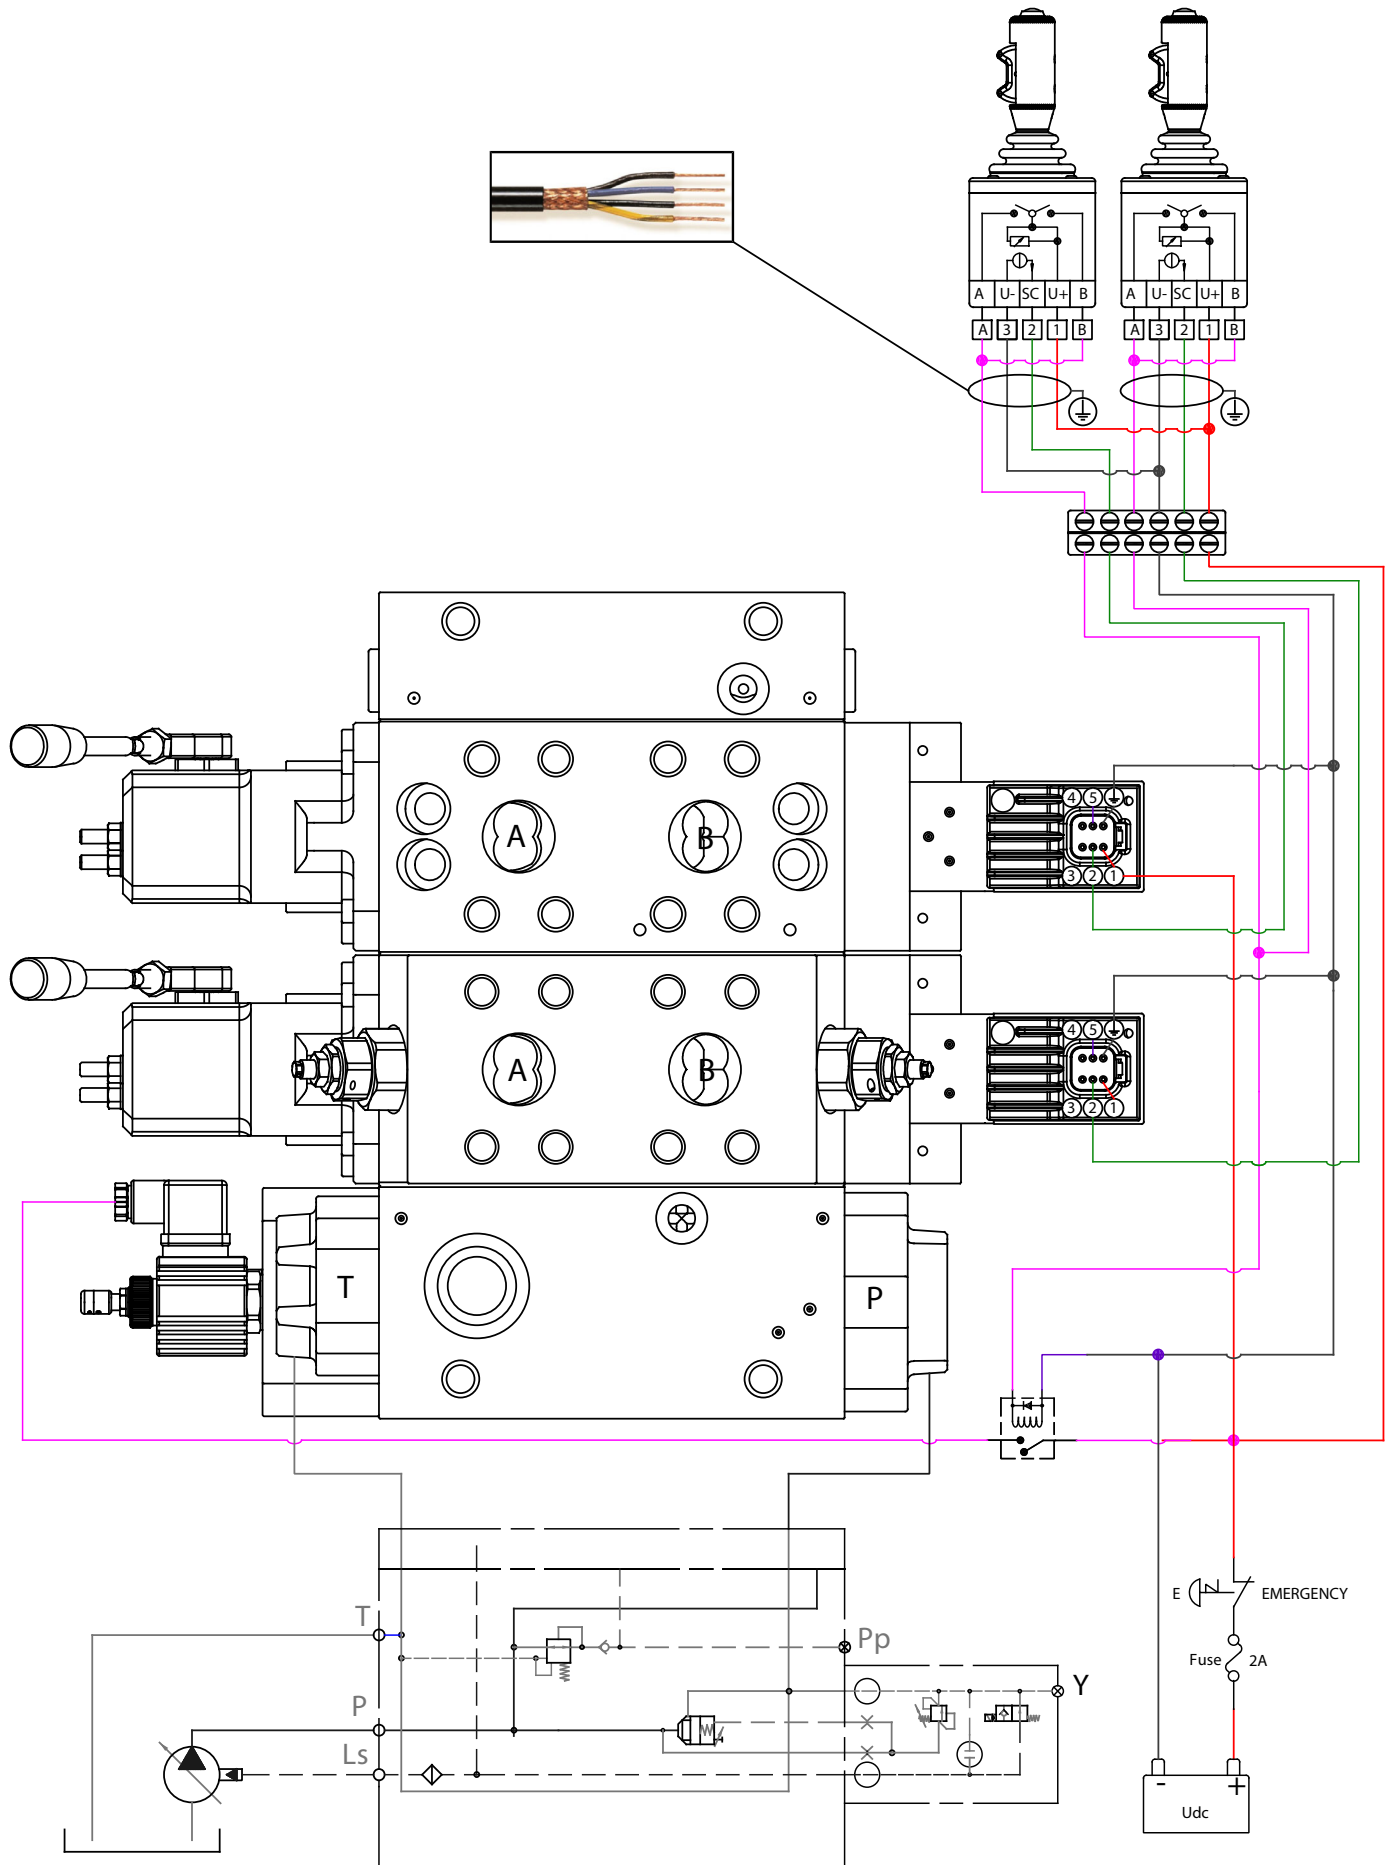 A U- SC U+ B
A U- SC U+ B
A 3 2 1 B
A 3 2 1 B
A B
4 5
3 2 1
A B
4 5
3 2 1
T P
E EMERGENCY
Fuse 2A
T
Pp
Y
P
Ls
- +
Udc